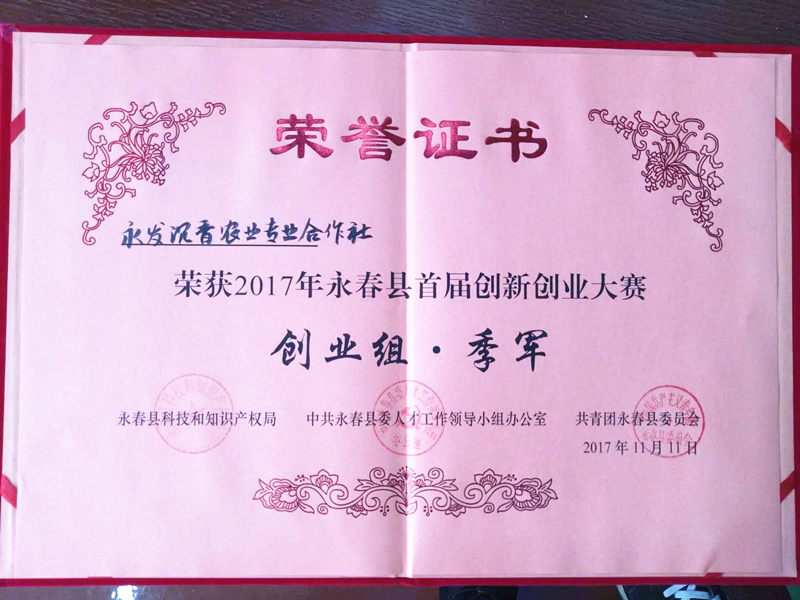 荣誉证书
永发沉香农业专业合作社
荣获2017年永春县首届创新创业大赛
创业组·季军
永春县科技和知识产权局 中共永春县委人才工作领导小组办公室 共青团永春县委员会
2017年11月11日